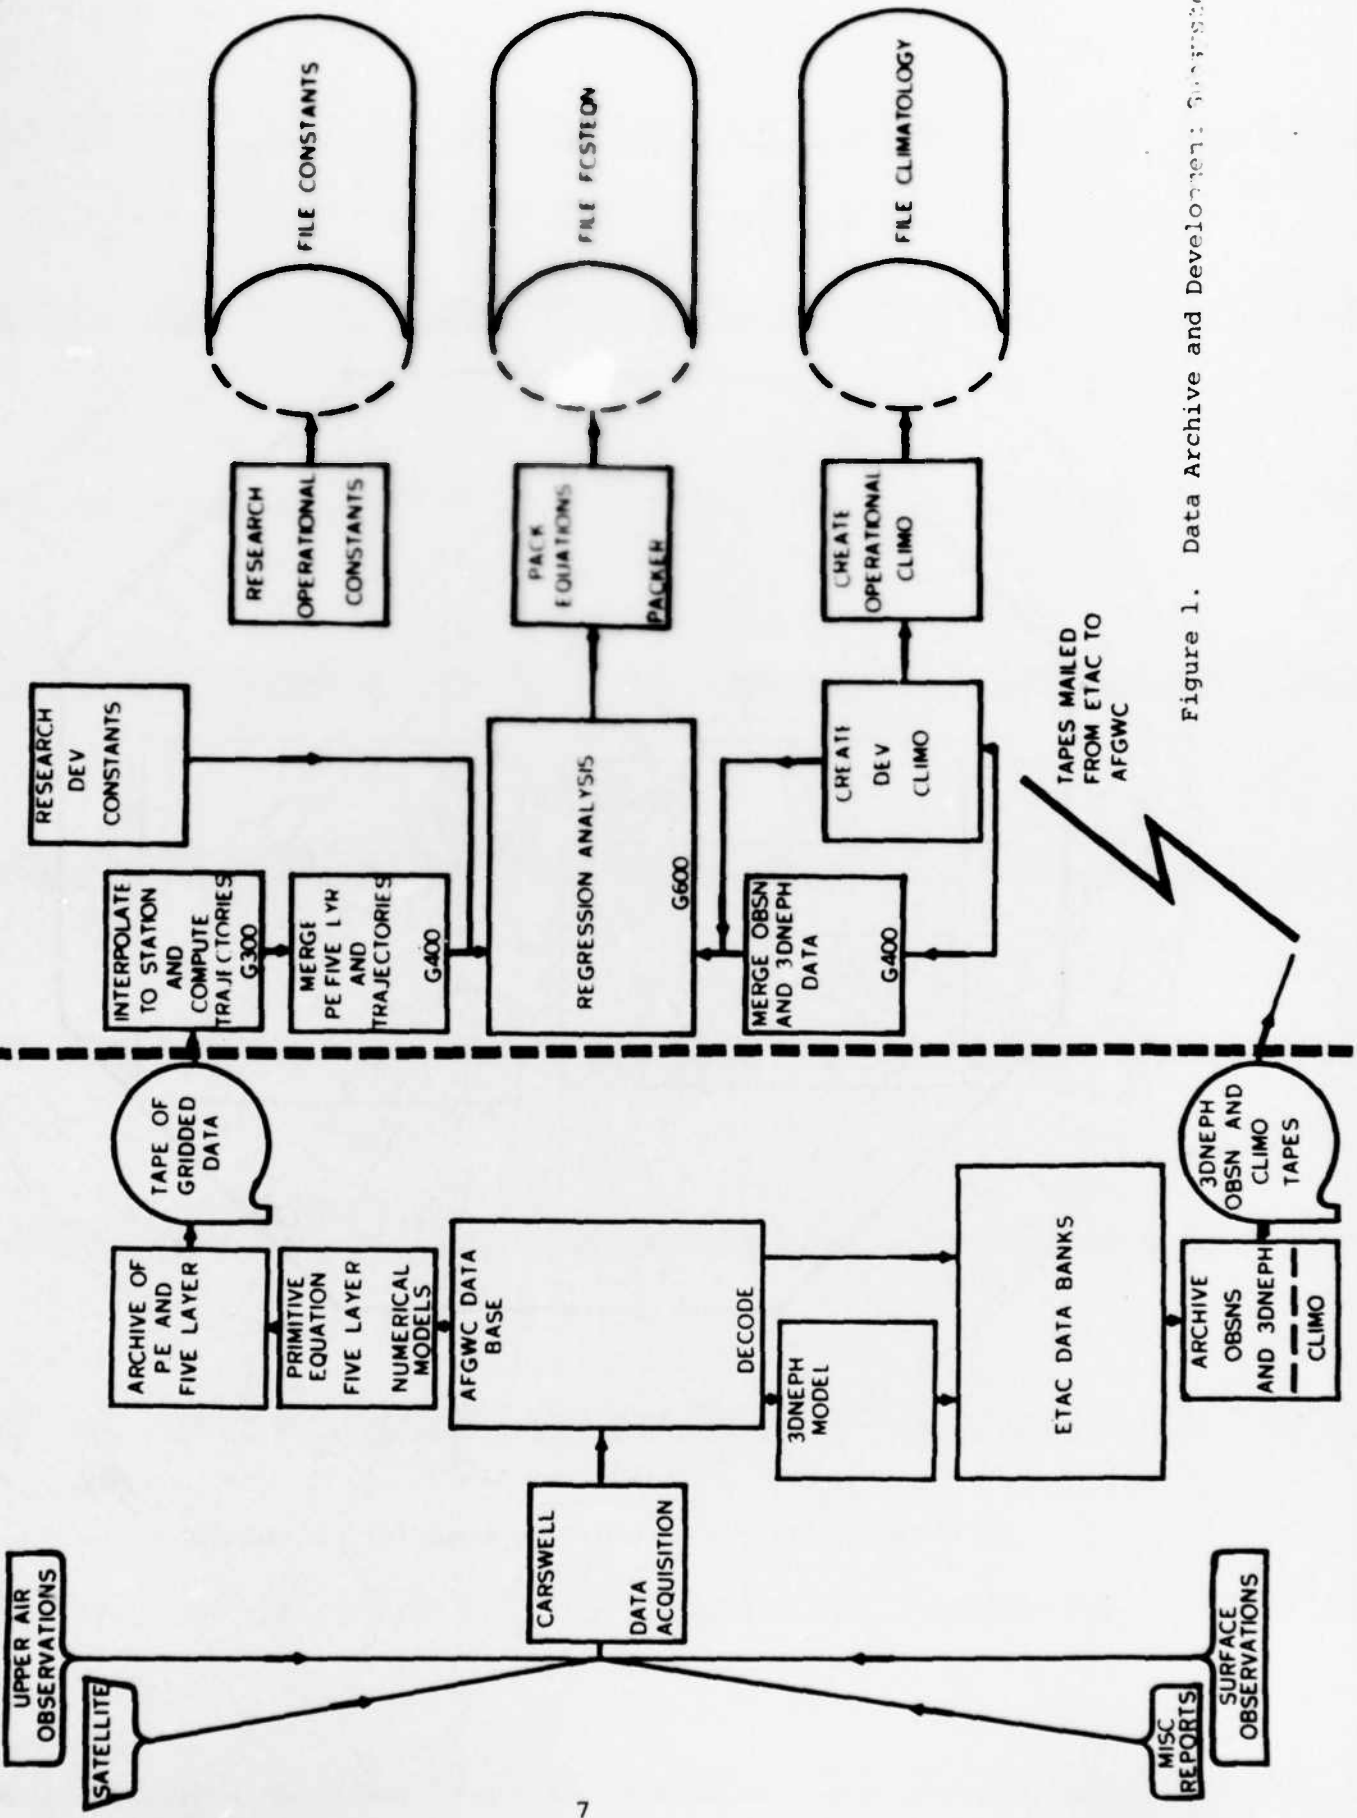 UPPER AIR
OBSERVATIONS
SATELLITE
MISC
REPORTS
SURFACE
OBSERVATIONS
CARSWELL
DATA
ACQUISITION
ARCHIVE OF
PE AND
FIVE LAYER
PRIMITIVE
EQUATION
FIVE LAYER
NUMERICAL
MODELS
AFGWC DATA
BASE
DECODE
3DNEPH
MODEL
ETAC DATA BANKS
ARCHIVE
OBSNS
AND 3DNEPH
CLIMO
TAPE OF
GRIDDED
DATA
3DNEPH
OBSN AND
CLIMO
TAPES
INTERPOLATE
TO STATION
AND
COMPUTE
TRAJECTORIES
G300
MERGE
PE FIVE LYR
AND
TRAJECTORIES
G400
RESEARCH
DEV
CONSTANTS
REGRESSION ANALYSIS
G600
MERGE OBSN
AND 3DNEPH
DATA
G400
CREATE
DEV
CLIMO
TAPES MAILED
FROM ETAC TO
AFGWC
RESEARCH
OPERATIONAL
CONSTANTS
PACK
EQUATIONS
PACKER
CREATE
OPERATIONAL
CLIMO
FILE CONSTANTS
FILE FCSTEQN
FILE CLIMATOLOGY
Figure 1. Data Archive and Development
7